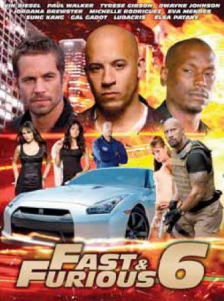 VIN DIESEL PAUL WALKER TYRESE GIBSON DWAYNE JOHNSON
JORDANA BREWSTER MICHELLE RODRIGUEZ EVA MENDES
SUNG KANG GAL GADOT LUDACRIS ELSA PATAKY
FAST &
FURIOUS 6